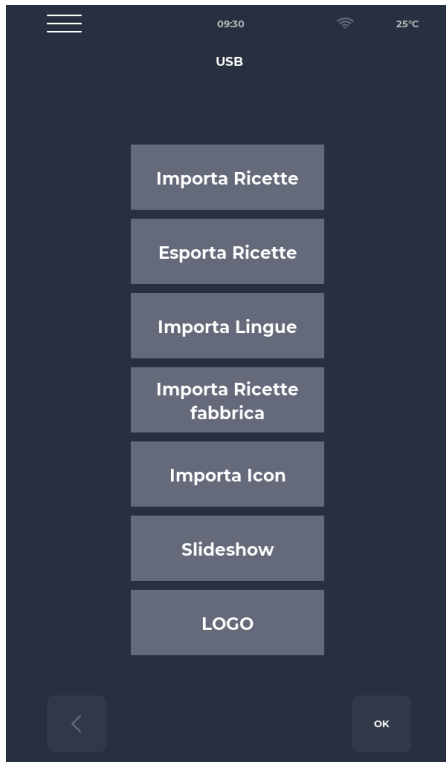 09:30
25°C
USB
Importa Ricette
Esporta Ricette
Importa Lingue
Importa Ricette
fabbrica
Importa Icon
Slideshow
LOGO
OK